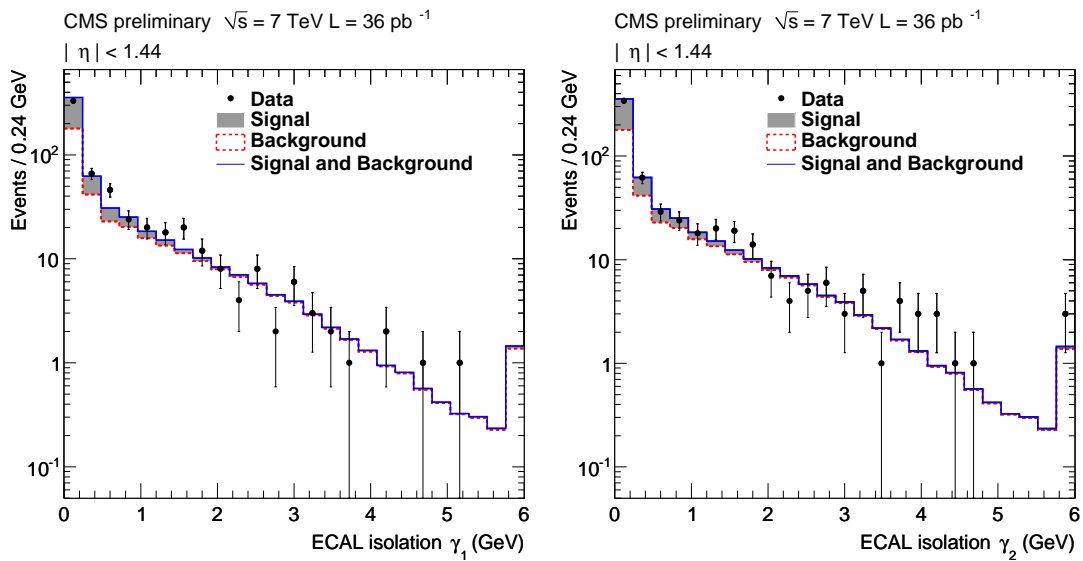 CMS preliminary √s = 7 TeV L = 36 pb⁻¹
| η | < 1.44
Events / 0.24 GeV
Data
Signal
Background
Signal and Background
10²
10
1
10⁻¹
0 1 2 3 4 5 6
ECAL isolation γ₁ (GeV)
CMS preliminary √s = 7 TeV L = 36 pb⁻¹
| η | < 1.44
Events / 0.24 GeV
Data
Signal
Background
Signal and Background
10²
10
1
10⁻¹
0 1 2 3 4 5 6
ECAL isolation γ₂ (GeV)